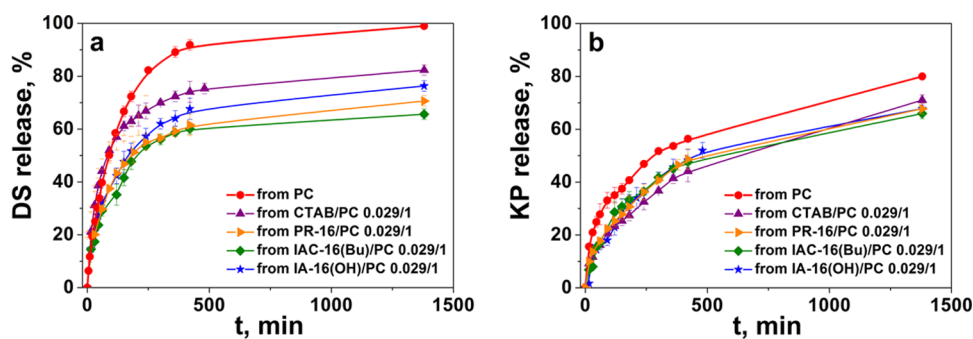 a
DS release, %
100
80
60
40
20
0
from PC
from CTAB/PC 0.029/1
from PR-16/PC 0.029/1
from IAC-16(Bu)/PC 0.029/1
from IA-16(OH)/PC 0.029/1
0 500 1000 1500
t, min
b
KP release, %
100
80
60
40
20
0
from PC
from CTAB/PC 0.029/1
from PR-16/PC 0.029/1
from IAC-16(Bu)/PC 0.029/1
from IA-16(OH)/PC 0.029/1
0 500 1000 1500
t, min